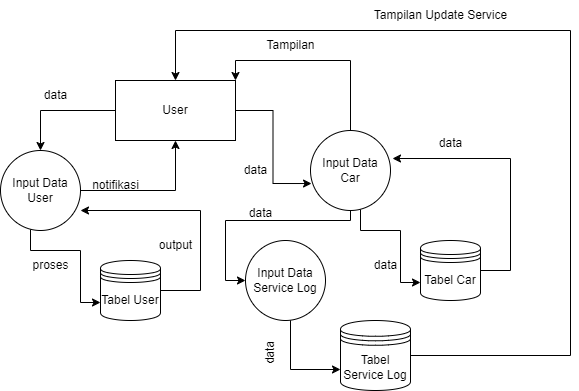 Tampilan Update Service
Tampilan
data
User
data
Input Data
Car
data
Input Data
User
notifikasi
data
data
output
proses
Tabel User
Input Data
Service Log
data
Tabel Car
data
Tabel
Service Log